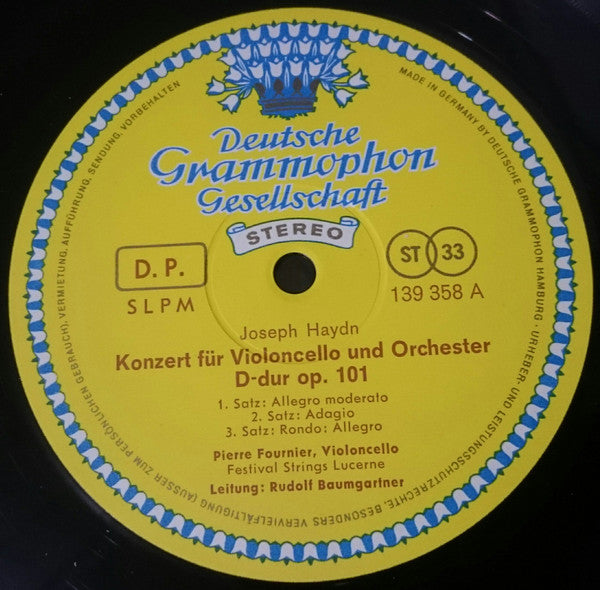 Deutsche
Grammophon
Gesellschaft
STEREO
D. P.
SLPM
ST 33
139 358 A
Joseph Haydn
Konzert für Violoncello und Orchester
D-dur op. 101
1. Satz: Allegro moderato
2. Satz: Adagio
3. Satz: Rondo: Allegro
Pierre Fournier, Violoncello
Festival Strings Lucerne
Leitung: Rudolf Baumgartner
MADE IN GERMANY BY DEUTSCHE GRAMMOPHON HAMBURG · URHEBER- UND LEISTUNGSSCHUTZRECHTE, BESONDERS VERVIELFÄLTIGUNG (AUSSER ZUM PERSÖNLICHEN GEBRAUCH), VERMIETUNG, AUFFÜHRUNG, SENDUNG, VORBEHALTEN